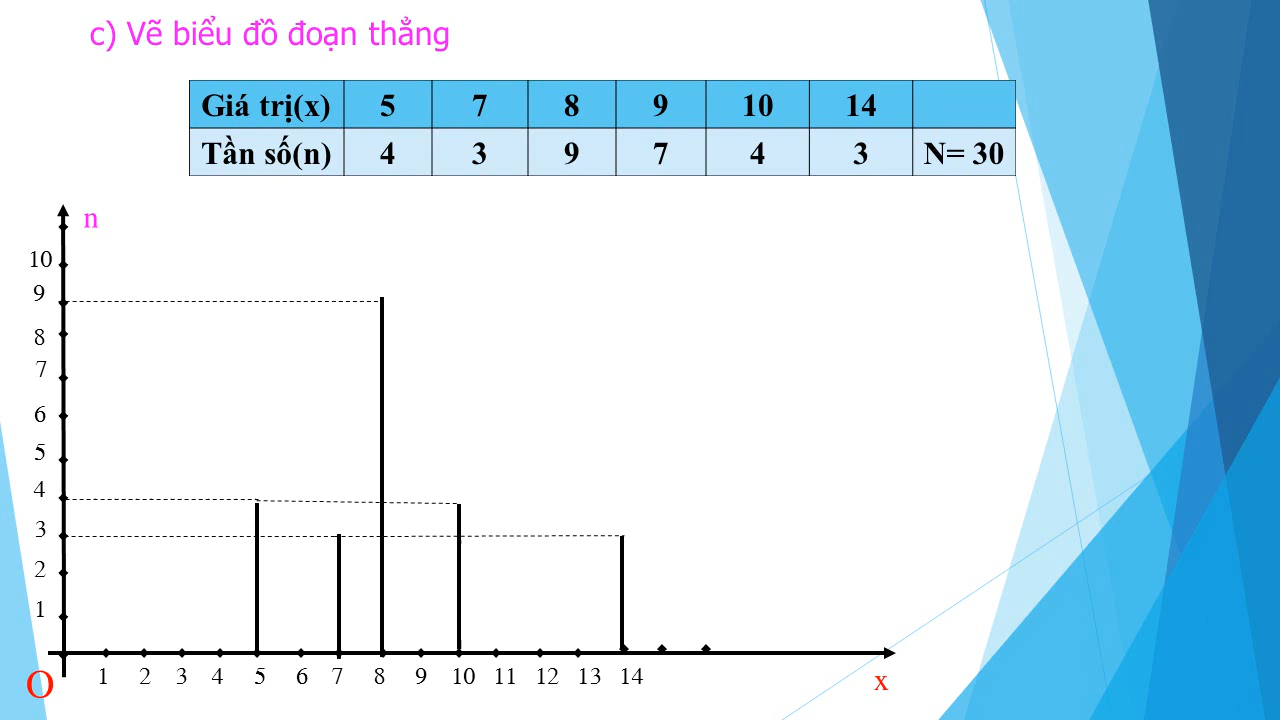 c) Vẽ biểu đồ đoạn thẳng
Giá trị(x) 5 7 8 9 10 14
Tần số(n) 4 3 9 7 4 3 N= 30
n
10
9
8
7
6
5
4
3
2
1
O 1 2 3 4 5 6 7 8 9 10 11 12 13 14 x